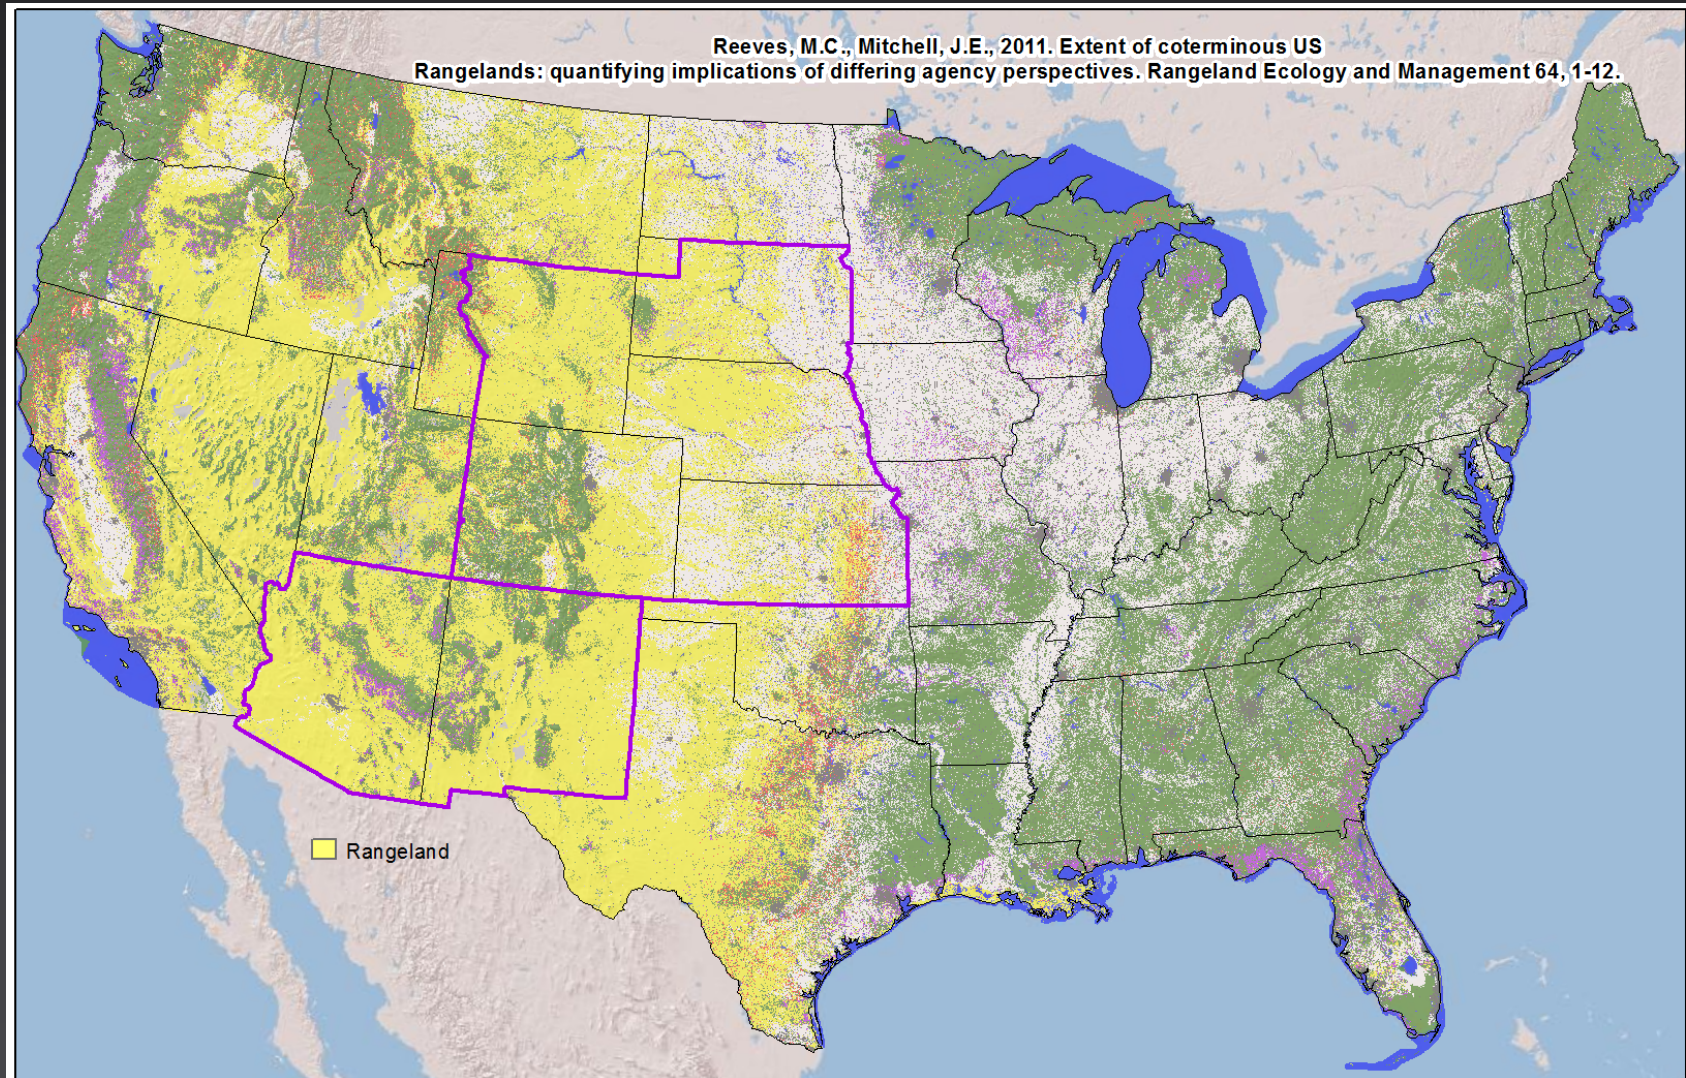 Reeves, M.C., Mitchell, J.E., 2011. Extent of coterminous US
Rangelands: quantifying implications of differing agency perspectives. Rangeland Ecology and Management 64, 1-12.
Rangeland